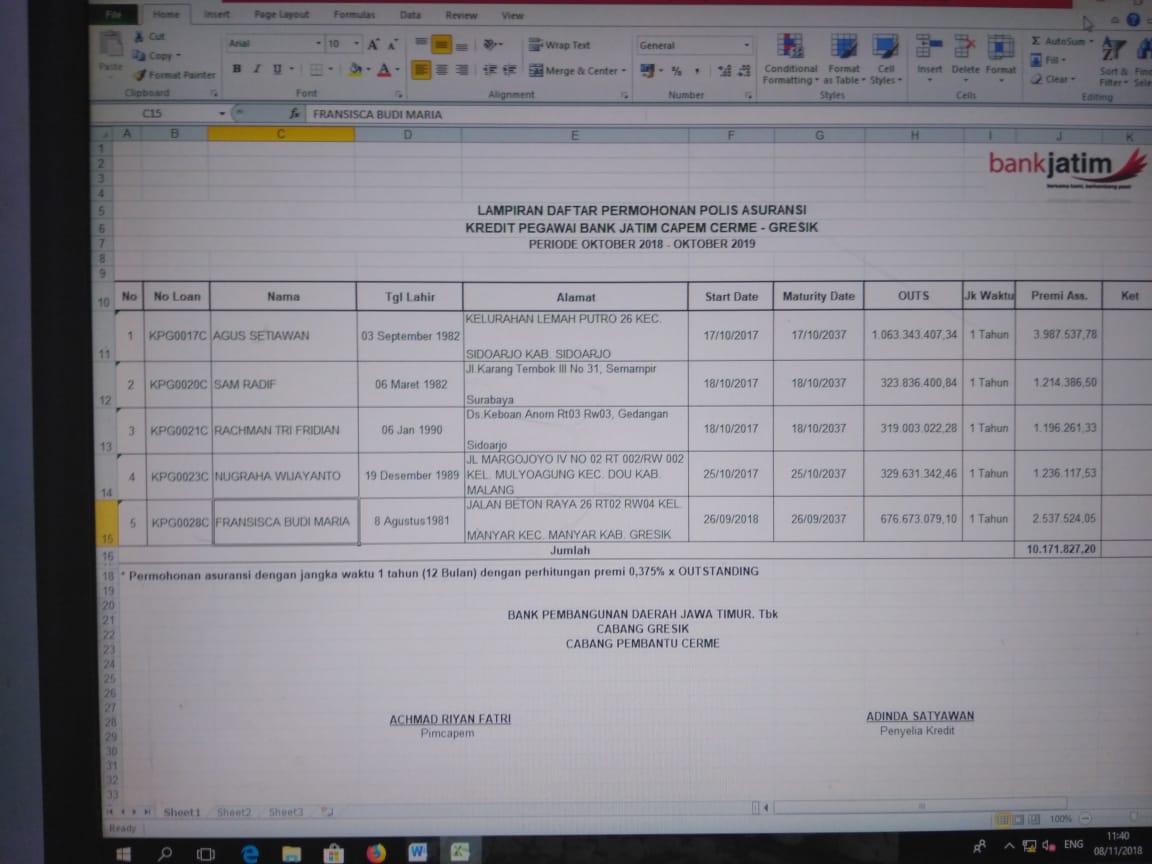 File Home Insert Page Layout Formulas Data Review View
Cut
Copy
Format Painter
Paste
Clipboard
Arial 10
B I U
Font
Wrap Text
Merge & Center
Alignment
General
% ,
Number
Conditional Formatting
Format as Table
Cell Styles
Styles
Insert Delete Format
Cells
Σ AutoSum
Fill
Clear
Sort & Filter
Editing
C15 fx FRANSISCA BUDI MARIA
A B C D E F G H I J K
bankjatim
LAMPIRAN DAFTAR PERMOHONAN POLIS ASURANSI
KREDIT PEGAWAI BANK JATIM CAPEM CERME - GRESIK
PERIODE OKTOBER 2018 - OKTOBER 2019
No No Loan Nama Tgl Lahir Alamat Start Date Maturity Date OUTS Jk Waktu Premi Ass. Ket
1 KPG0017C AGUS SETIAWAN 03 September 1982 KELURAHAN LEMAH PUTRO 26 KEC. SIDOARJO KAB. SIDOARJO 17/10/2017 17/10/2037 1.063.343.407,34 1 Tahun 3.987.537,78
2 KPG0020C SAM RADIF 06 Maret 1982 Jl.Karang Tembok III No 31, Semampir Surabaya 18/10/2017 18/10/2037 323.836.400,84 1 Tahun 1.214.386,50
3 KPG0021C RACHMAN TRI FRIDIAN 06 Jan 1990 Ds.Keboan Anom Rt03 Rw03, Gedangan Sidoarjo 18/10/2017 18/10/2037 319.003.022,28 1 Tahun 1.196.261,33
4 KPG0023C NUGRAHA WIJAYANTO 19 Desember 1989 JL MARGOJOYO IV NO 02 RT 002/RW 002 KEL. MULYOAGUNG KEC. DOU KAB. MALANG 25/10/2017 25/10/2037 329.631.342,46 1 Tahun 1.236.117,53
5 KPG0028C FRANSISCA BUDI MARIA 8 Agustus1981 JALAN BETON RAYA 26 RT02 RW04 KEL. MANYAR KEC. MANYAR KAB. GRESIK 26/09/2018 26/09/2037 676.673.079,10 1 Tahun 2.537.524,05
Jumlah 10.171.827,20
* Permohonan asuransi dengan jangka waktu 1 tahun (12 Bulan) dengan perhitungan premi 0,375% x OUTSTANDING
BANK PEMBANGUNAN DAERAH JAWA TIMUR. Tbk
CABANG GRESIK
CABANG PEMBANTU CERME
ACHMAD RIYAN FATRI ADINDA SATYAWAN
Pimcapem Penyelia Kredit
Sheet1 Sheet2 Sheet3
Ready 100%
ENG 11:40
08/11/2018